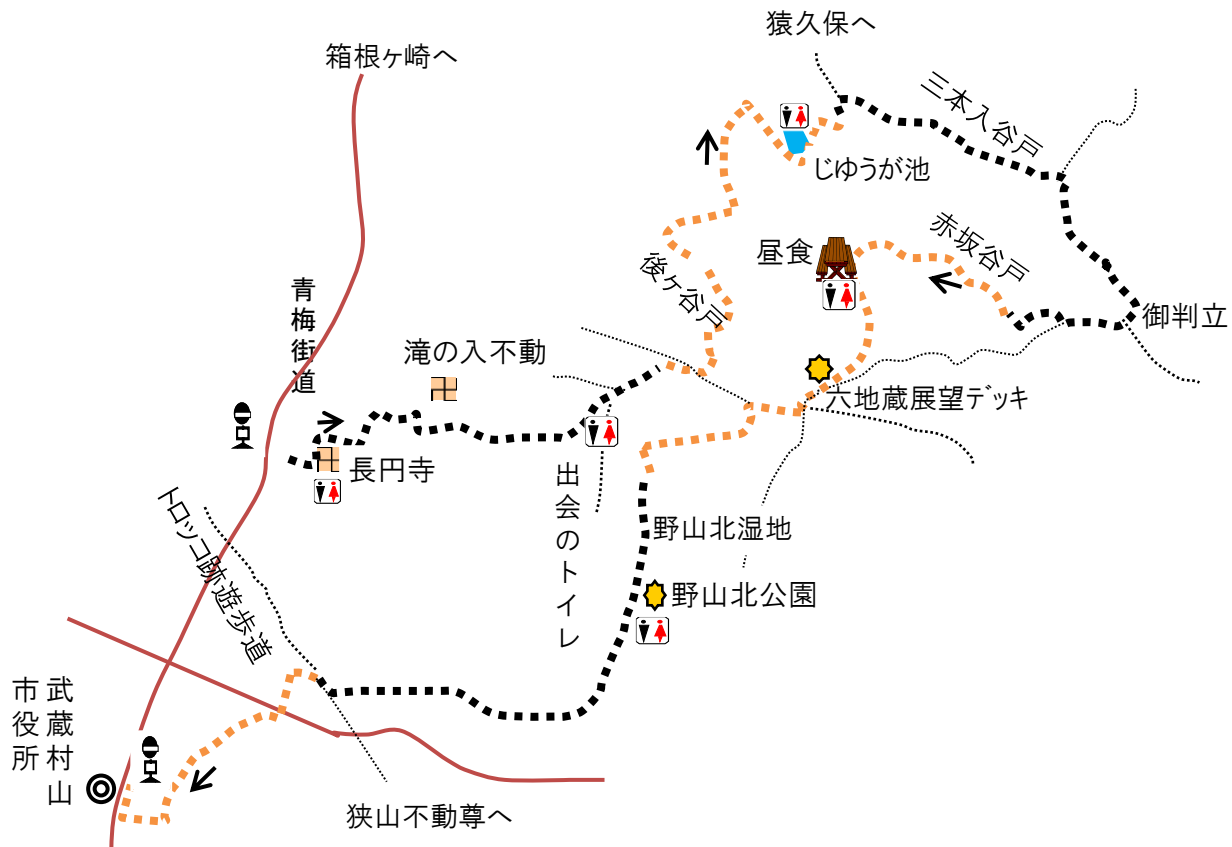 猿久保へ
箱根ヶ崎へ
三本入谷戸
じゆうが池
赤坂谷戸
昼食
後ヶ谷戸
御判立
青梅街道
滝の入不動
六地蔵展望ﾃﾞｯｷ
長円寺
出会のトイレ
トロッコ跡遊歩道
野山北湿地
野山北公園
武蔵村山
市役所
狭山不動尊へ